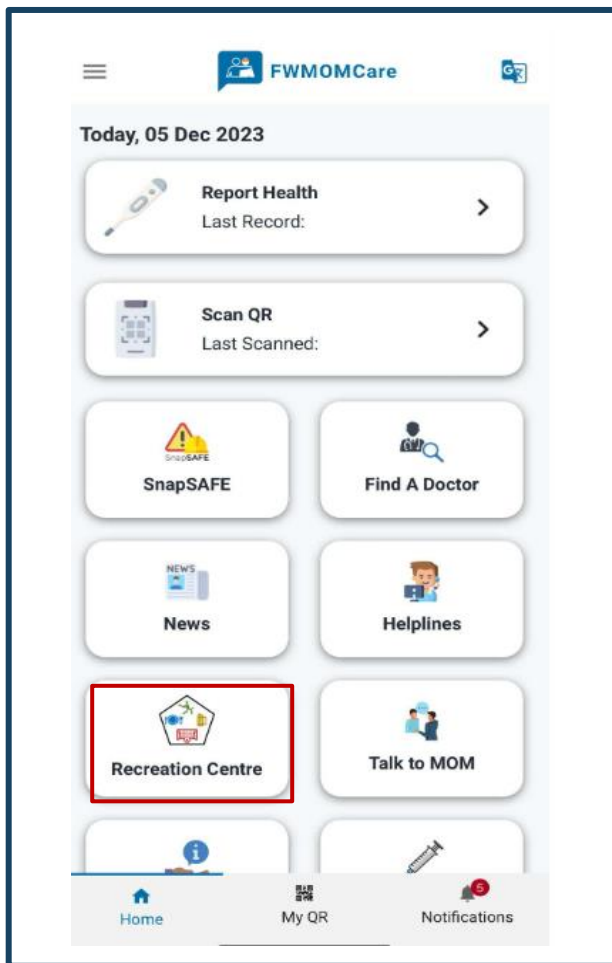 FWMOMCare
Today, 05 Dec 2023
Report Health
Last Record:
Scan QR
Last Scanned:
SnapSAFE
SnapSAFE
Find A Doctor
NEWS
News
Helplines
Recreation Centre
Talk to MOM
5
Home
My QR
Notifications